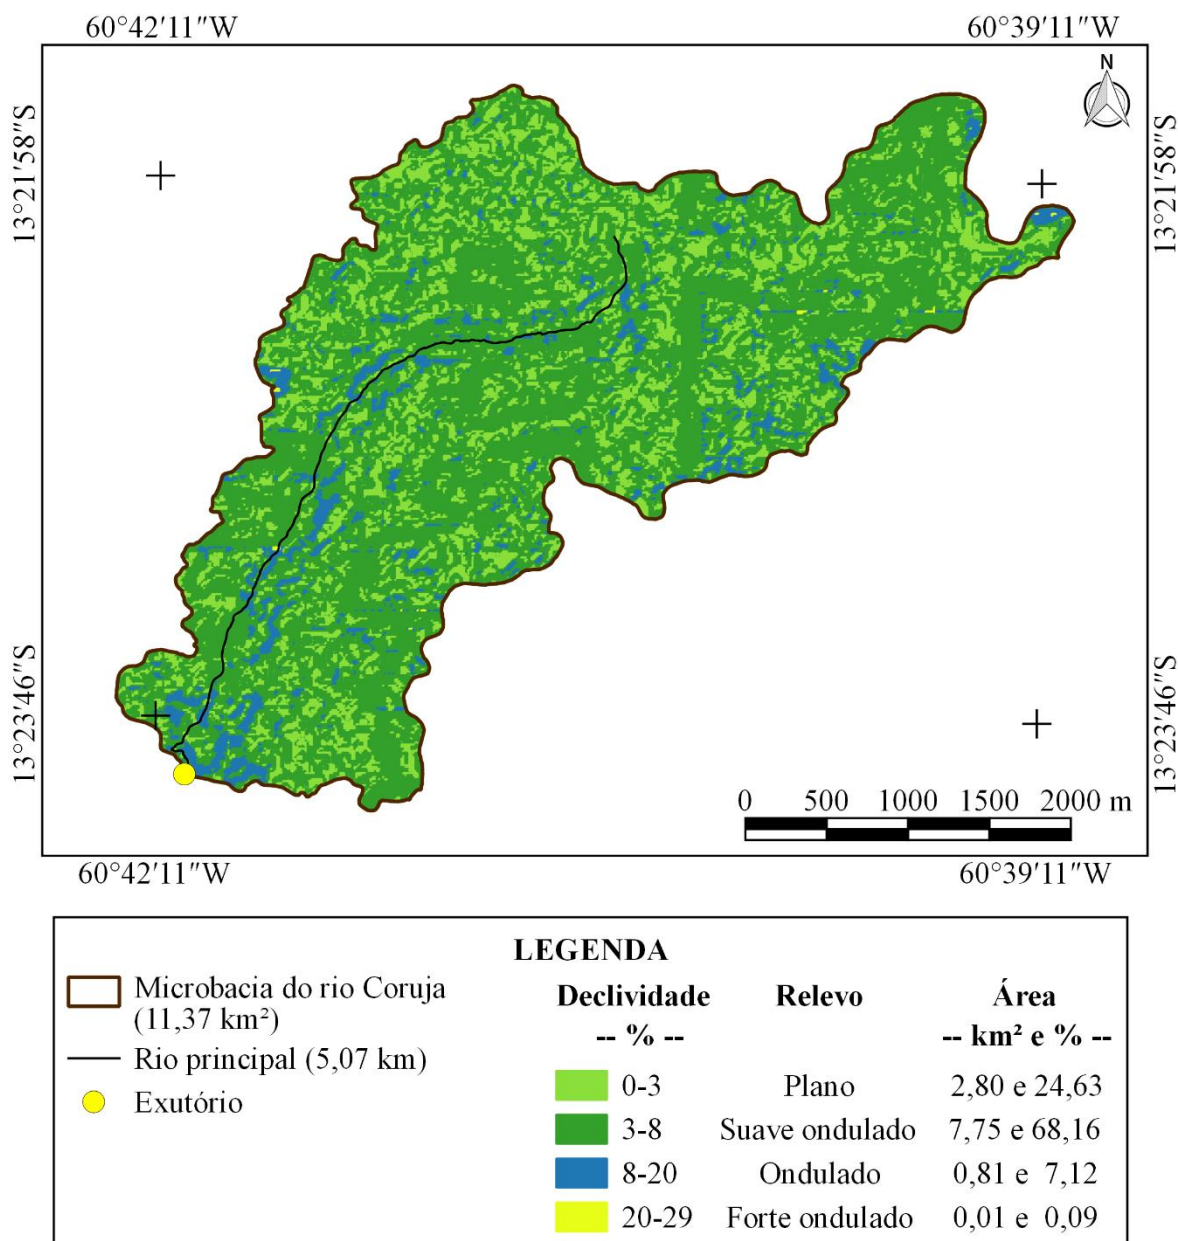 60°42'11"W 60°39'11"W
N
13°21'58"S 13°21'58"S
13°23'46"S 13°23'46"S
0 500 1000 1500 2000 m
60°42'11"W 60°39'11"W
LEGENDA
Microbacia do rio Coruja
(11,37 km²)
Rio principal (5,07 km)
Exutório
Declividade Relevo Área
-- % -- -- km² e % --
0-3 Plano 2,80 e 24,63
3-8 Suave ondulado 7,75 e 68,16
8-20 Ondulado 0,81 e 7,12
20-29 Forte ondulado 0,01 e 0,09